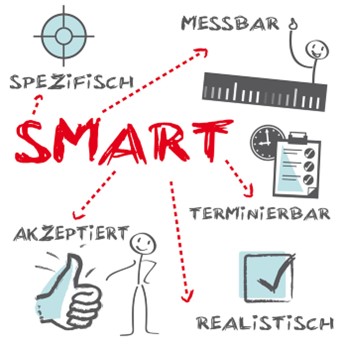 MESSBAR
SPEZIFISCH
SMART
TERMINIERBAR
AKZEPTIERT
REALISTISCH